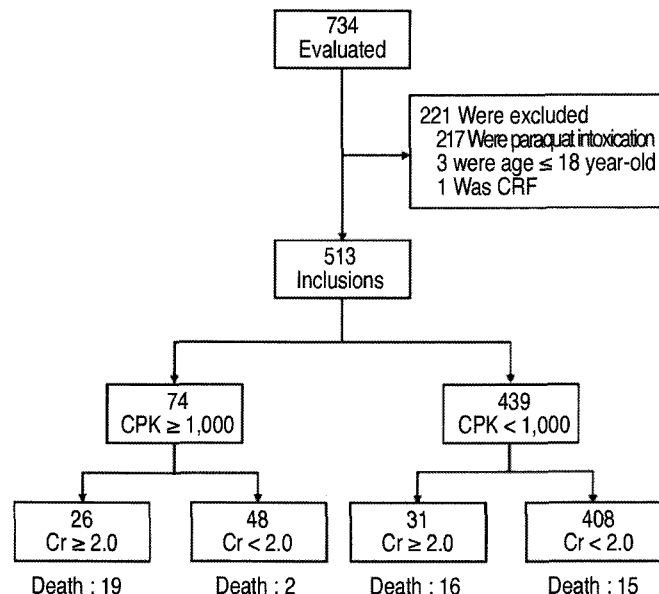 734
Evaluated
221 Were excluded
217 Were paraquat intoxication
3 were age ≤ 18 year-old
1 Was CRF
513
Inclusions
74
CPK ≥ 1,000
439
CPK < 1,000
26
Cr ≥ 2.0
48
Cr < 2.0
31
Cr ≥ 2.0
408
Cr < 2.0
Death : 19
Death : 2
Death : 16
Death : 15